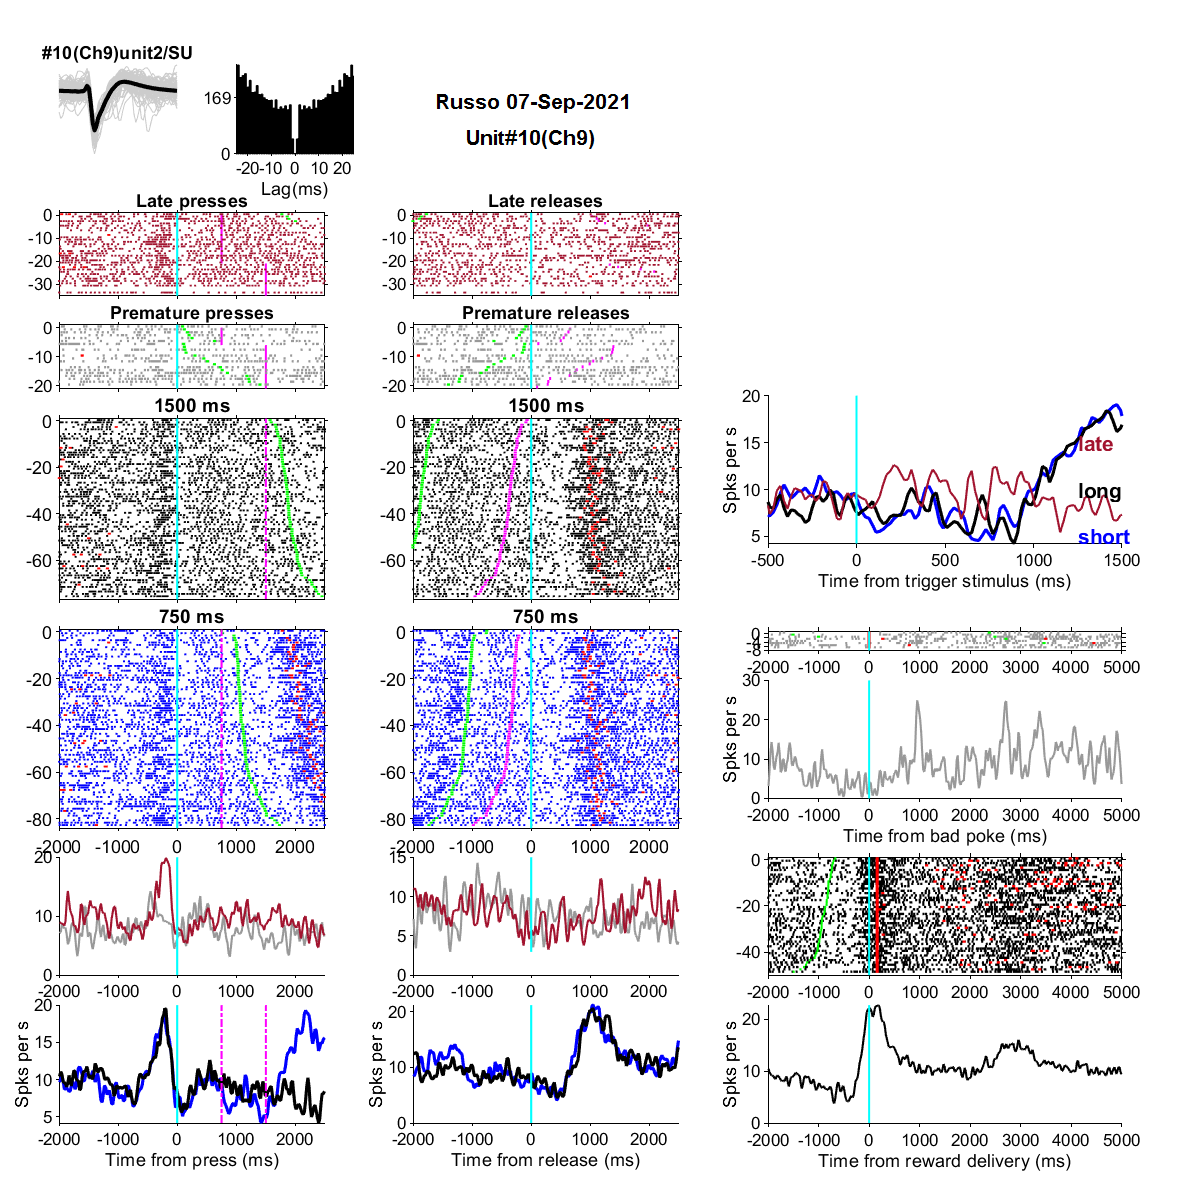 #10(Ch9)unit2/SU
169
0
-20 -10 0 10 20
Lag(ms)
Russo 07-Sep-2021
Unit#10(Ch9)
Late presses
0
-10
-20
-30
Late releases
0
-10
-20
-30
Premature presses
0
-10
-20
Premature releases
0
-10
-20
1500 ms
0
-20
-40
-60
1500 ms
0
-20
-40
-60
20
15
10
5
Spks per s
late
long
short
-500 0 500 1000 1500
Time from trigger stimulus (ms)
750 ms
0
-20
-40
-60
-80
-2000 -1000 0 1000 2000
750 ms
0
-20
-40
-60
-80
-2000 -1000 0 1000 2000
0
-4
-8
-2000 -1000 0 1000 2000 3000 4000 5000
30
20
10
0
Spks per s
-2000 -1000 0 1000 2000 3000 4000 5000
Time from bad poke (ms)
20
10
0
-2000 -1000 0 1000 2000
15
10
5
0
-2000 -1000 0 1000 2000
0
-20
-40
-2000 -1000 0 1000 2000 3000 4000 5000
20
15
10
5
Spks per s
-2000 -1000 0 1000 2000
Time from press (ms)
20
10
0
Spks per s
-2000 -1000 0 1000 2000
Time from release (ms)
20
10
0
Spks per s
-2000 -1000 0 1000 2000 3000 4000 5000
Time from reward delivery (ms)